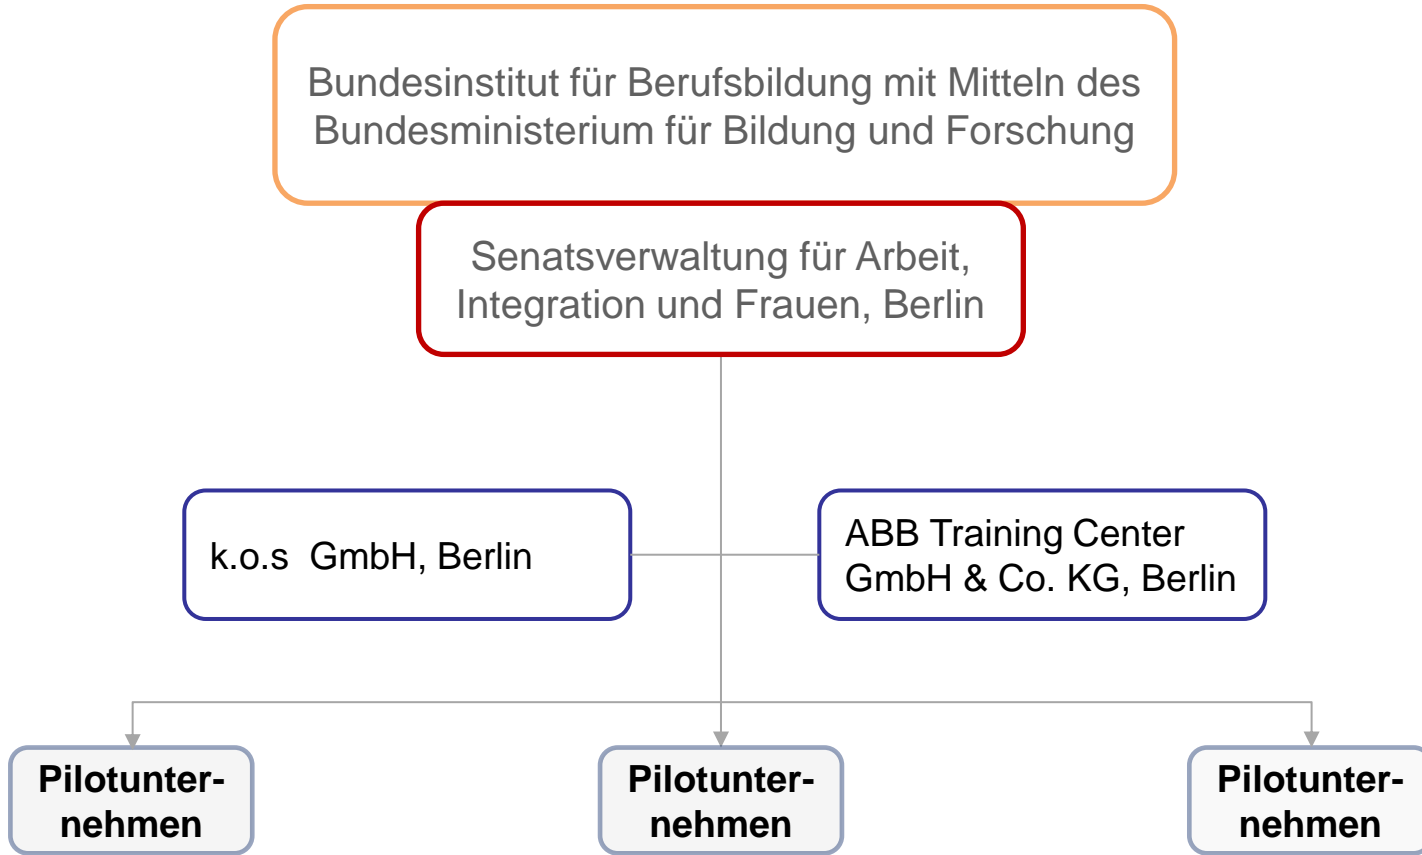 Bundesinstitut für Berufsbildung mit Mitteln des
Bundesministerium für Bildung und Forschung
Senatsverwaltung für Arbeit,
Integration und Frauen, Berlin
k.o.s  GmbH, Berlin
ABB Training Center
GmbH & Co. KG, Berlin
Pilotunter-
nehmen
Pilotunter-
nehmen
Pilotunter-
nehmen